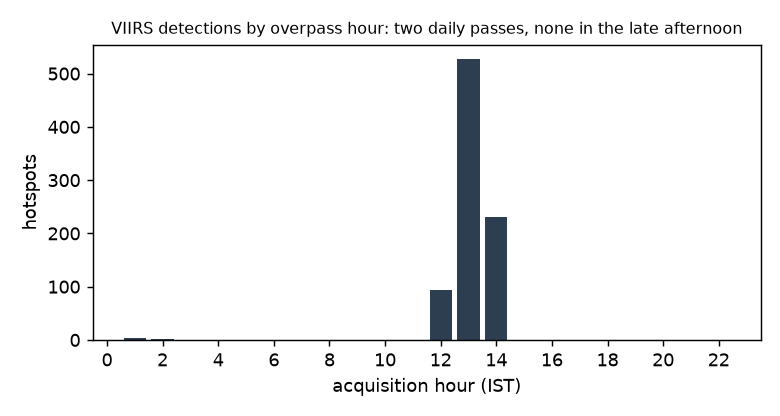 VIIRS detections by overpass hour: two daily passes, none in the late afternoon
500
400
300
200
100
0
hotspots
0 2 4 6 8 10 12 14 16 18 20 22
acquisition hour (IST)